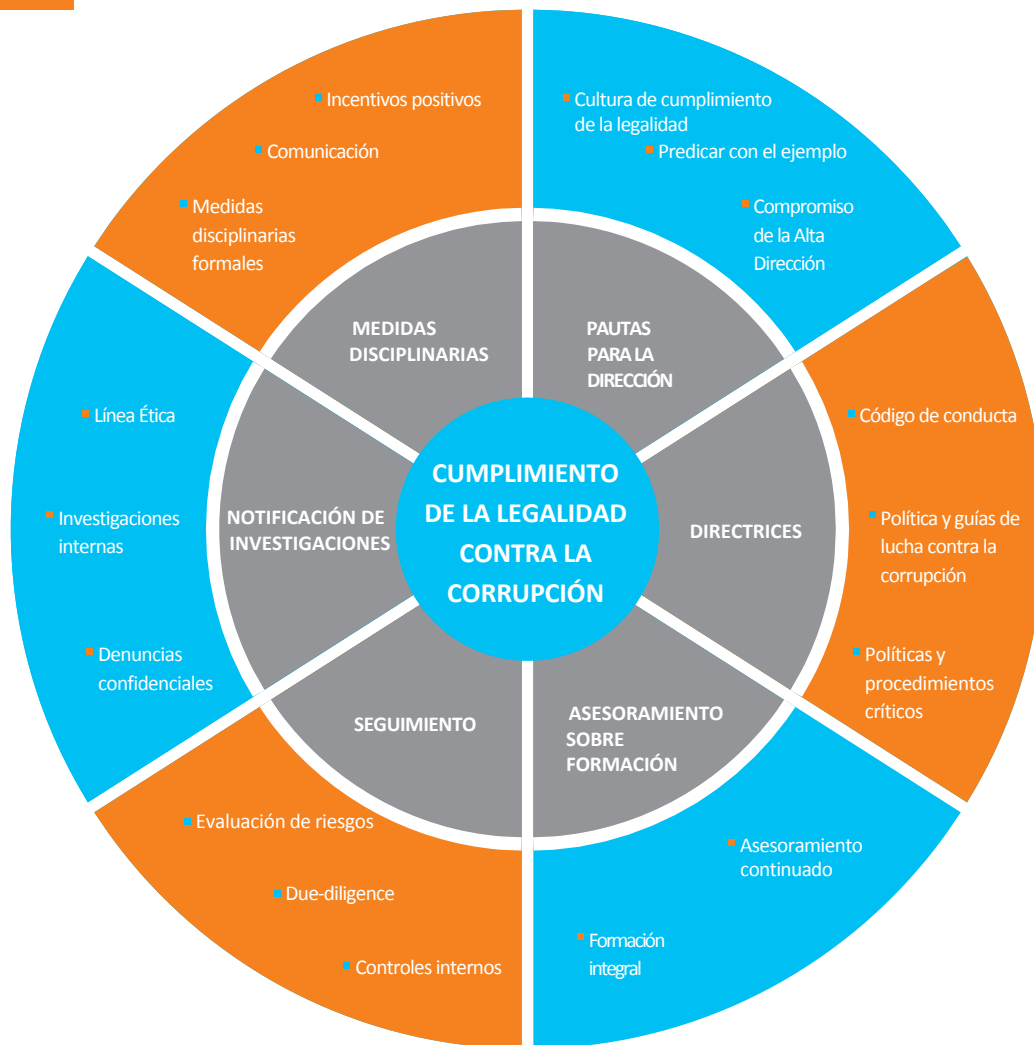 Incentivos positivos
Comunicación
Medidas
disciplinarias
formales
Cultura de cumplimiento
de la legalidad
Predicar con el ejemplo
Compromiso
de la Alta
Dirección
MEDIDAS
DISCIPLINARIAS
PAUTAS
PARA LA
DIRECCIÓN
Línea Ética
Investigaciones
internas
Denuncias
confidenciales
NOTIFICACIÓN DE
INVESTIGACIONES
CUMPLIMIENTO
DE LA LEGALIDAD
CONTRA LA
CORRUPCIÓN
DIRECTRICES
Código de conducta
Política y guías de
lucha contra la
corrupción
Políticas y
procedimientos
críticos
SEGUIMIENTO
ASESORAMIENTO
SOBRE
FORMACIÓN
Evaluación de riesgos
Due-diligence
Controles internos
Asesoramiento
continuado
Formación
integral